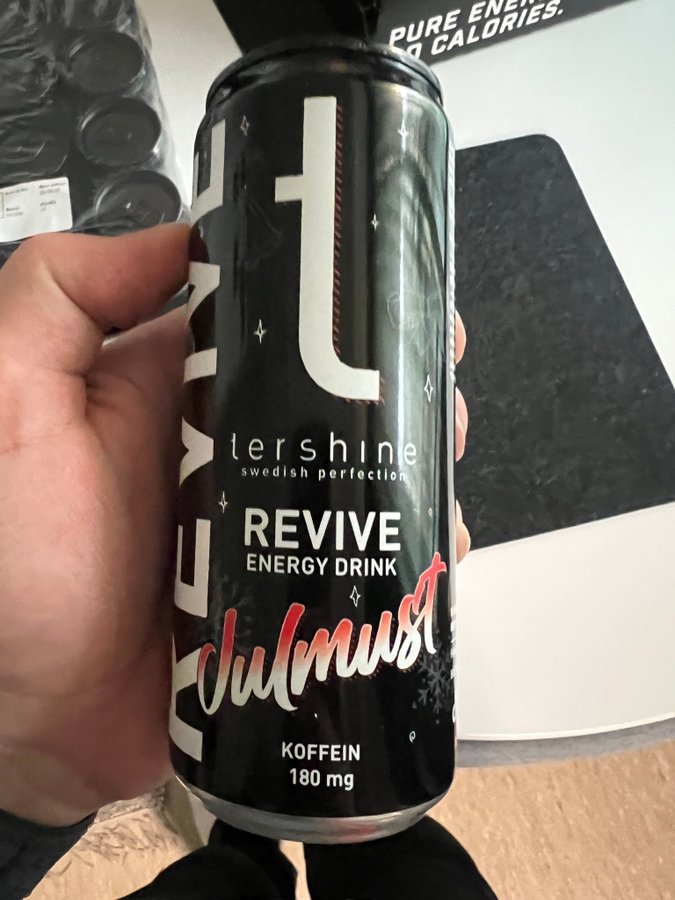 PURE ENER
O CALORIES.
REVIVE
t
tershine
swedish perfection
REVIVE
ENERGY DRINK
Julmust
KOFFEIN
180 mg